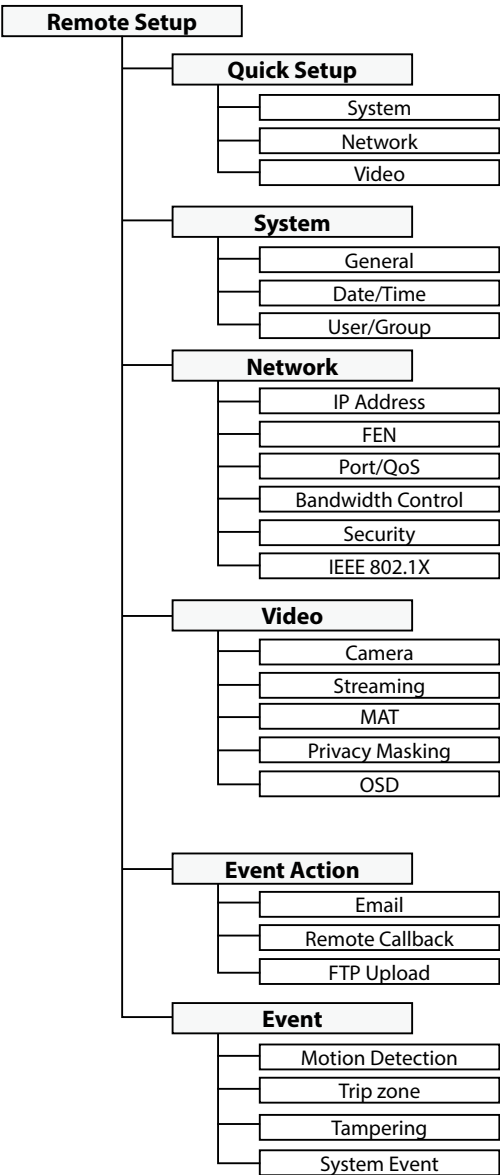 Remote Setup
Quick Setup
System
Network
Video
System
General
Date/Time
User/Group
Network
IP Address
FEN
Port/QoS
Bandwidth Control
Security
IEEE 802.1X
Video
Camera
Streaming
MAT
Privacy Masking
OSD
Event Action
Email
Remote Callback
FTP Upload
Event
Motion Detection
Trip zone
Tampering
System Event